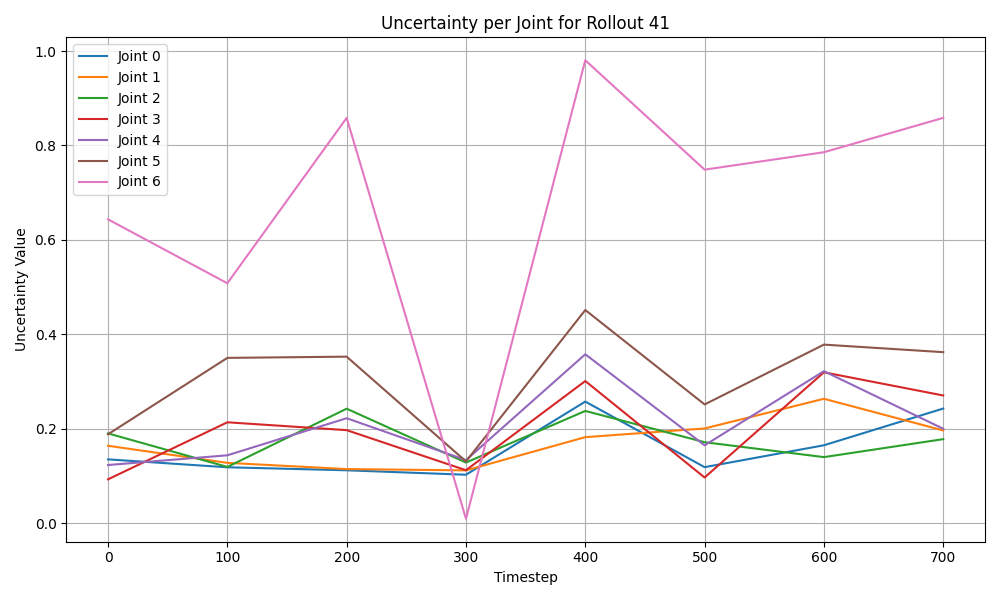 Uncertainty per Joint for Rollout 41
1.0
0.8
0.6
0.4
0.2
0.0
Uncertainty Value
Joint 0
Joint 1
Joint 2
Joint 3
Joint 4
Joint 5
Joint 6
0 100 200 300 400 500 600 700
Timestep